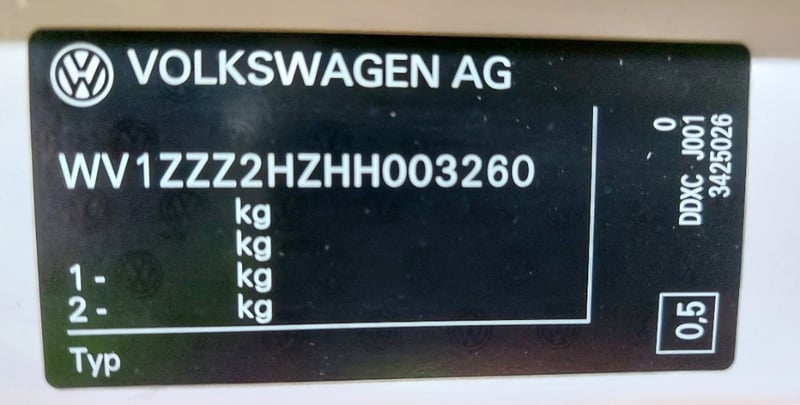 VOLKSWAGEN AG
WV1ZZZ2HZHH003260
kg
kg
1 - kg
2 - kg
Typ
0
DDXC J001
3425026
0,5